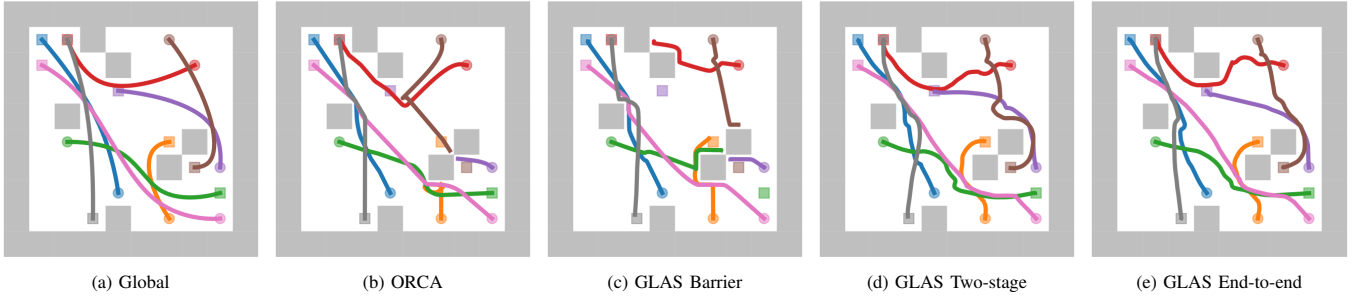 (a) Global
(b) ORCA
(c) GLAS Barrier
(d) GLAS Two-stage
(e) GLAS End-to-end